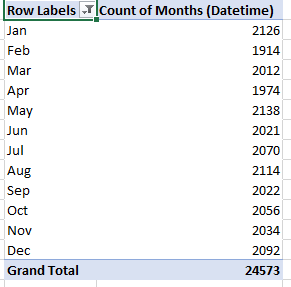 Row Labels Count of Months (Datetime)
Jan 2126
Feb 1914
Mar 2012
Apr 1974
May 2138
Jun 2021
Jul 2070
Aug 2114
Sep 2022
Oct 2056
Nov 2034
Dec 2092
Grand Total 24573